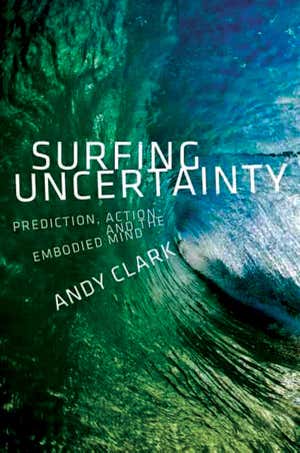 SURFING
UNCERTAINTY
PREDICTION, ACTION,
AND THE
EMBODIED MIND
ANDY CLARK